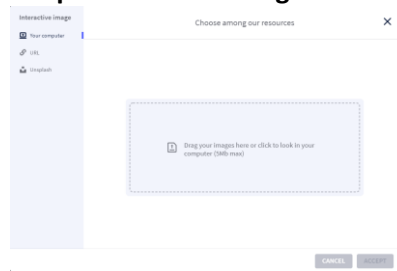 Interactive image
Choose among our resources
Your computer
URL
Unsplash
Drag your images here or click to look in your
computer (5Mb max)
CANCEL
ACCEPT